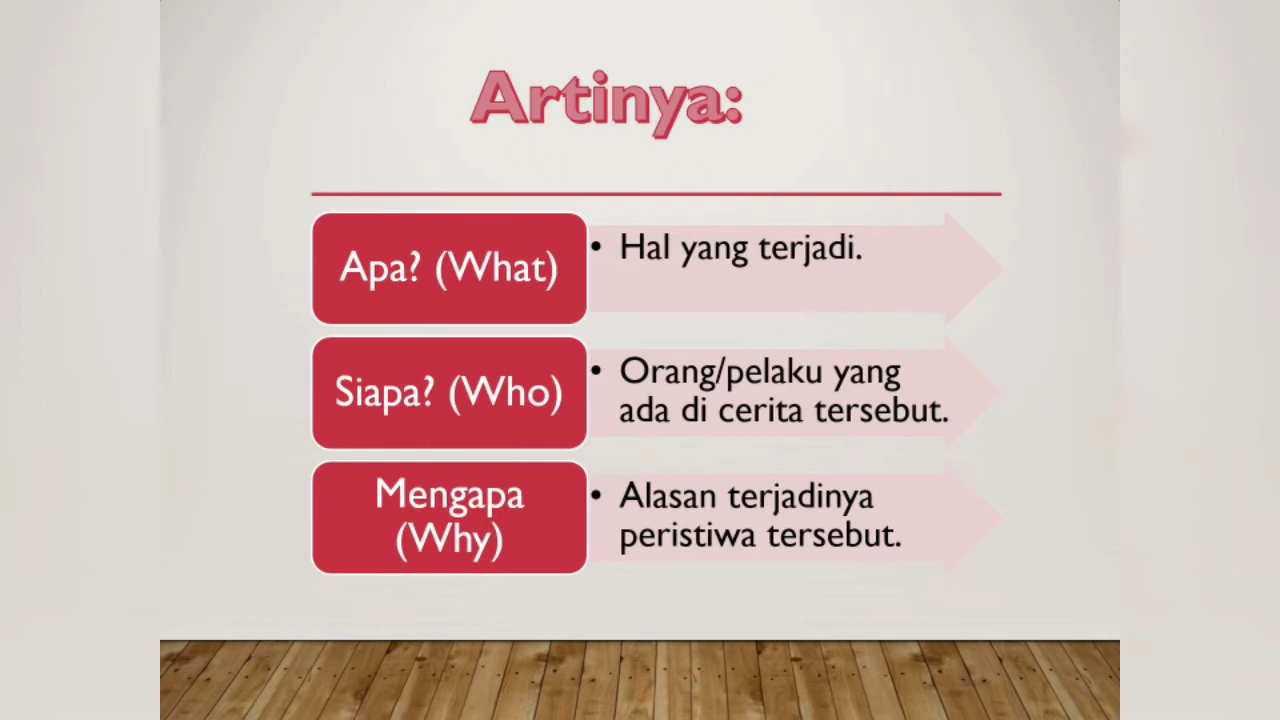 Artinya:
Apa? (What)
• Hal yang terjadi.
Siapa? (Who)
• Orang/pelaku yang
ada di cerita tersebut.
Mengapa
(Why)
• Alasan terjadinya
peristiwa tersebut.